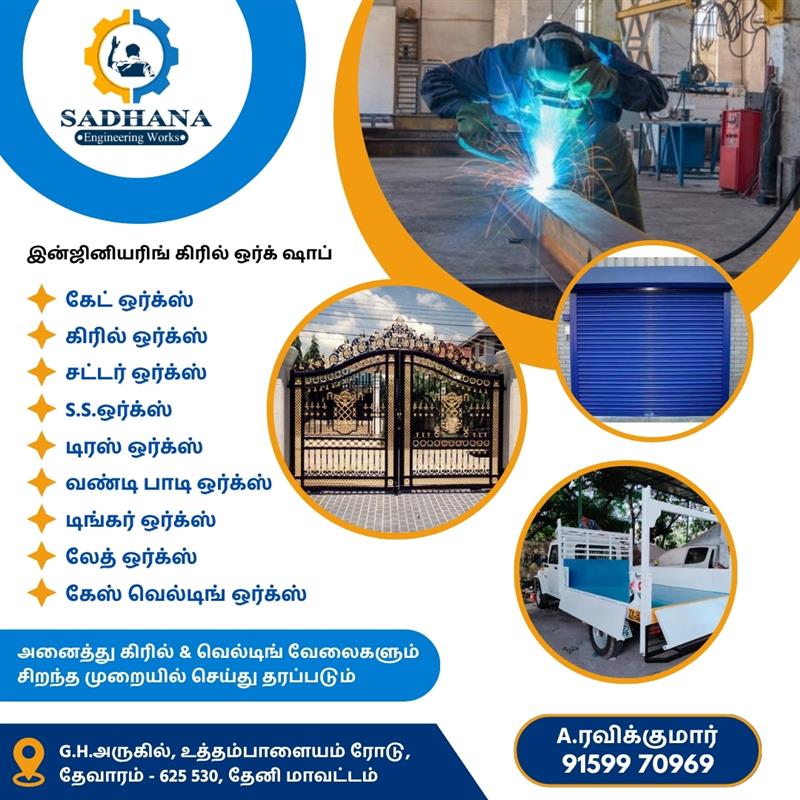 SADHANA
Engineering Works
இன்ஜினியரிங் கிரில் ஒர்க் ஷாப்
கேட் ஒர்க்ஸ்
கிரில் ஒர்க்ஸ்
சட்டர் ஒர்க்ஸ்
S.S.ஒர்க்ஸ்
டிரஸ் ஒர்க்ஸ்
வண்டி பாடி ஒர்க்ஸ்
டிங்கர் ஒர்க்ஸ்
லேத் ஒர்க்ஸ்
கேஸ் வெல்டிங் ஒர்க்ஸ்
அனைத்து கிரில் & வெல்டிங் வேலைகளும்
சிறந்த முறையில் செய்து தரப்படும்
G.H.அருகில், உத்தம்பாளையம் ரோடு,
தேவாரம் - 625 530, தேனி மாவட்டம்
A.ரவிக்குமார்
91599 70969